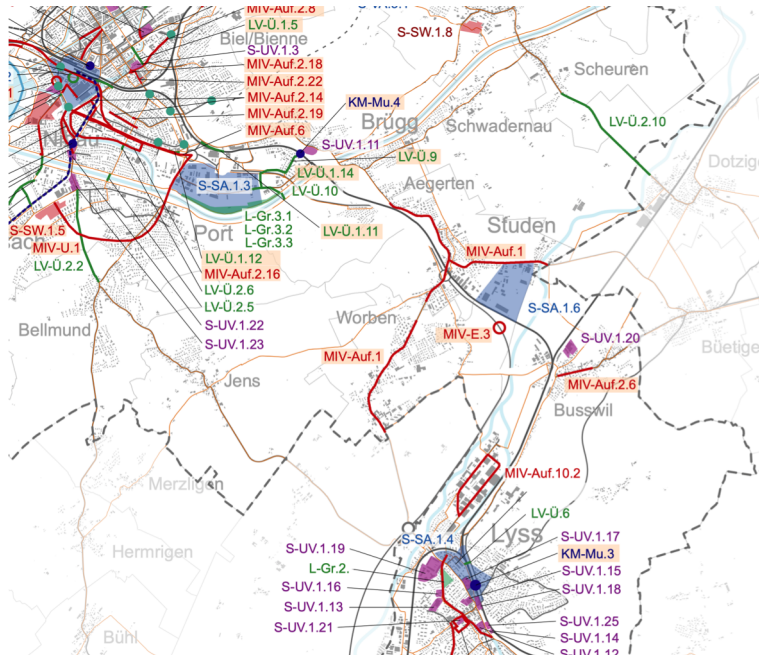 MIV-Auf.2.8
S-SW.1.8
LV-Ü.1.5
Biel/Bienne
S-UV.1.3
MIV-Auf.2.18
Scheuren
MIV-Auf.2.22
MIV-Auf.2.14
KM-Mu.4
MIV-Auf.2.19
Brügg
LV-Ü.2.10
MIV-Auf.6
Schwadernau
S-UV.1.11
LV-Ü.9
Dotzig
LV-Ü.1.14
S-SA.1.3
LV-Ü.10
Aegerten
L-Gr.3.1
S-SW.1.5
Port
L-Gr.3.2
LV-Ü.1.11
Studen
MIV-U.1
L-Gr.3.3
LV-Ü.2.2
LV-Ü.1.12
MIV-Auf.1
MIV-Auf.2.16
LV-Ü.2.6
LV-Ü.2.5
S-SA.1.6
Bellmund
S-UV.1.22
Worben
MIV-E.3
S-UV.1.20
S-UV.1.23
Büetige
MIV-Auf.1
Jens
MIV-Auf.2.6
Busswil
MIV-Auf.10.2
Merzligen
LV-Ü.6
Lyss
S-SA.1.4
S-UV.1.17
Hermrigen
S-UV.1.19
KM-Mu.3
L-Gr.2.
S-UV.1.15
S-UV.1.16
S-UV.1.18
S-UV.1.13
S-UV.1.21
S-UV.1.25
Bühl
S-UV.1.14
S-UV.1.12